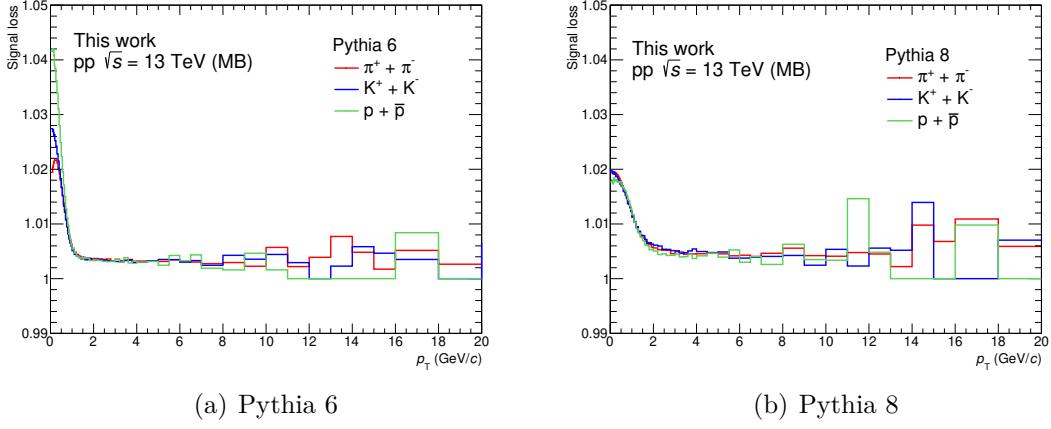 Signal loss
1.05
1.04
1.03
1.02
1.01
1
0.99
This work
pp √s = 13 TeV (MB)
Pythia 6
π⁺ + π⁻
K⁺ + K⁻
p + p̅
0 2 4 6 8 10 12 14 16 18 20
p_T (GeV/c)
(a) Pythia 6
Signal loss
1.05
1.04
1.03
1.02
1.01
1
0.99
This work
pp √s = 13 TeV (MB)
Pythia 8
π⁺ + π⁻
K⁺ + K⁻
p + p̅
0 2 4 6 8 10 12 14 16 18 20
p_T (GeV/c)
(b) Pythia 8